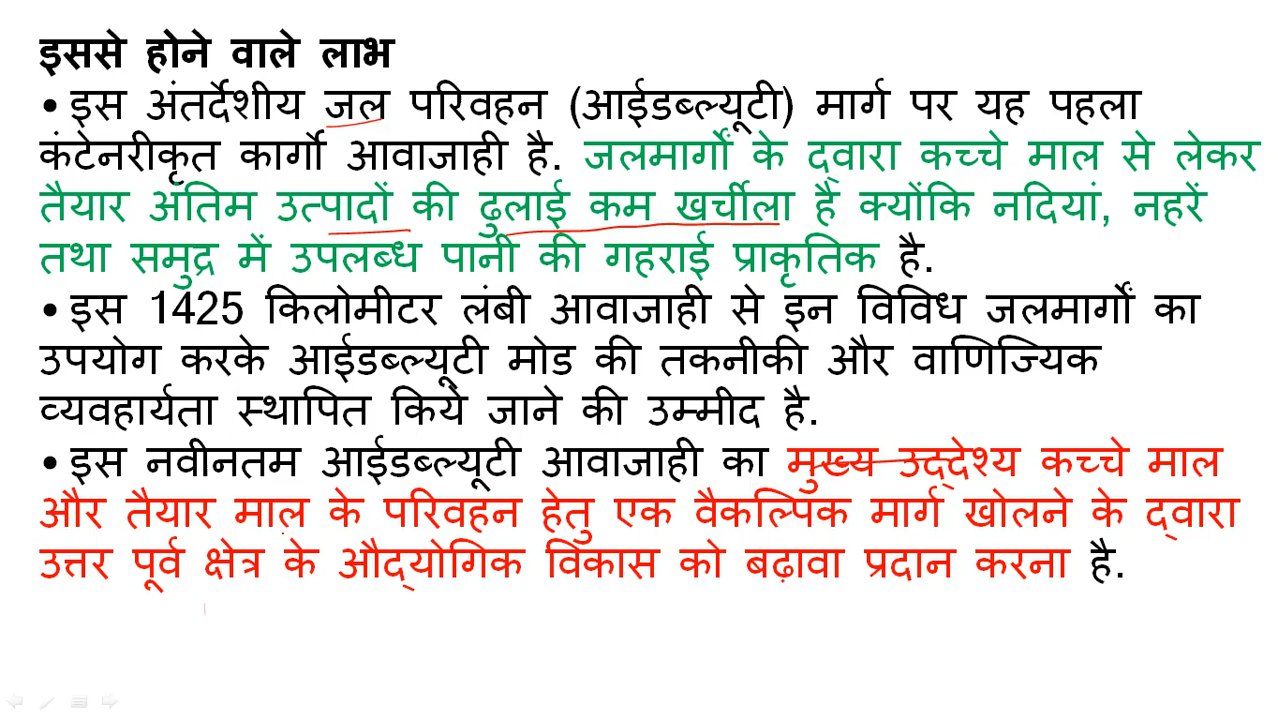 इससे होने वाले लाभ
• इस अंतर्देशीय जल परिवहन (आईडब्ल्यूटी) मार्ग पर यह पहला
कंटेनरीकृत कार्गो आवाजाही है. जलमार्गों के द्वारा कच्चे माल से लेकर
तैयार अंतिम उत्पादों की ढुलाई कम खर्चीला है क्योंकि नदियां, नहरें
तथा समुद्र में उपलब्ध पानी की गहराई प्राकृतिक है.
• इस 1425 किलोमीटर लंबी आवाजाही से इन विविध जलमार्गों का
उपयोग करके आईडब्ल्यूटी मोड की तकनीकी और वाणिज्यिक
व्यवहार्यता स्थापित किये जाने की उम्मीद है.
• इस नवीनतम आईडब्ल्यूटी आवाजाही का मुख्य उद्देश्य कच्चे माल
और तैयार माल के परिवहन हेतु एक वैकल्पिक मार्ग खोलने के द्वारा
उत्तर पूर्व क्षेत्र के औद्योगिक विकास को बढ़ावा प्रदान करना है.